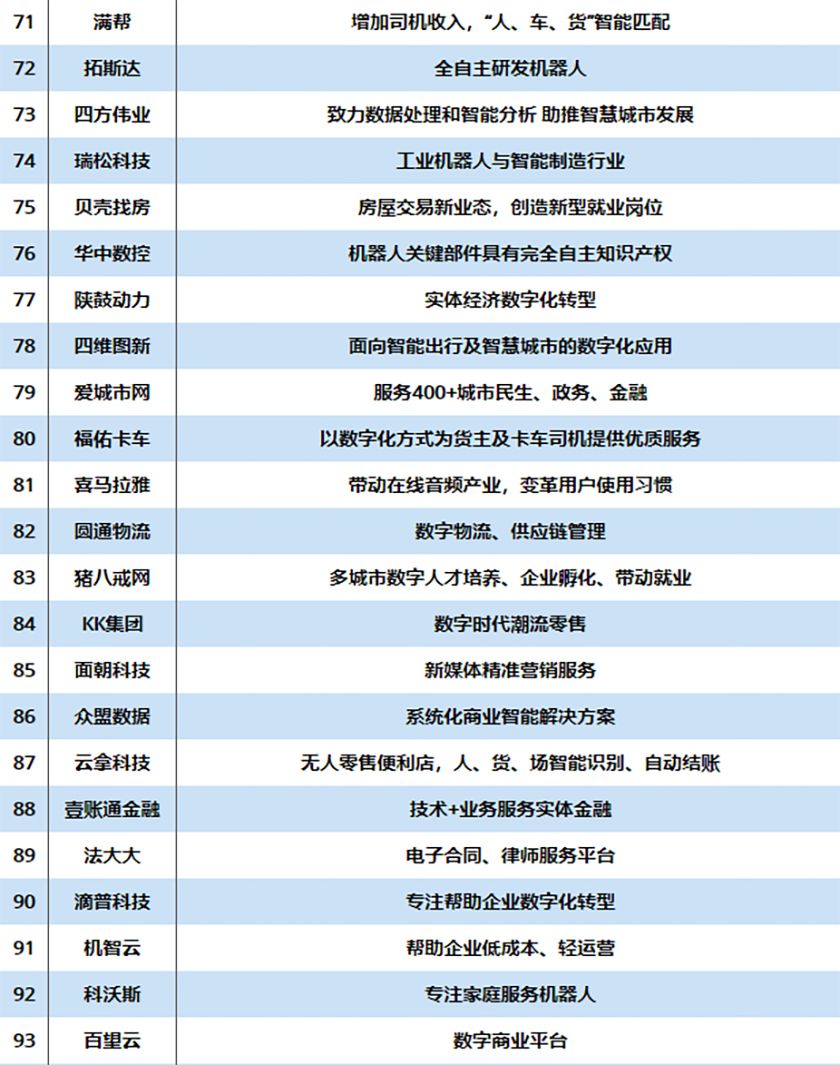 71 满帮 增加司机收入，“人、车、货”智能匹配
72 拓斯达 全自主研发机器人
73 四方伟业 致力数据处理和智能分析 助推智慧城市发展
74 瑞松科技 工业机器人与智能制造行业
75 贝壳找房 房屋交易新业态，创造新型就业岗位
76 华中数控 机器人关键部件具有完全自主知识产权
77 陕鼓动力 实体经济数字化转型
78 四维图新 面向智能出行及智慧城市的数字化应用
79 爱城市网 服务400+城市民生、政务、金融
80 福佑卡车 以数字化方式为货主及卡车司机提供优质服务
81 喜马拉雅 带动在线音频产业，变革用户使用习惯
82 圆通物流 数字物流、供应链管理
83 猪八戒网 多城市数字人才培养、企业孵化、带动就业
84 KK集团 数字时代潮流零售
85 面朝科技 新媒体精准营销服务
86 众盟数据 系统化商业智能解决方案
87 云拿科技 无人零售便利店，人、货、场智能识别、自动结账
88 壹账通金融 技术+业务服务实体金融
89 法大大 电子合同、律师服务平台
90 滴普科技 专注帮助企业数字化转型
91 机智云 帮助企业低成本、轻运营
92 科沃斯 专注家庭服务机器人
93 百望云 数字商业平台